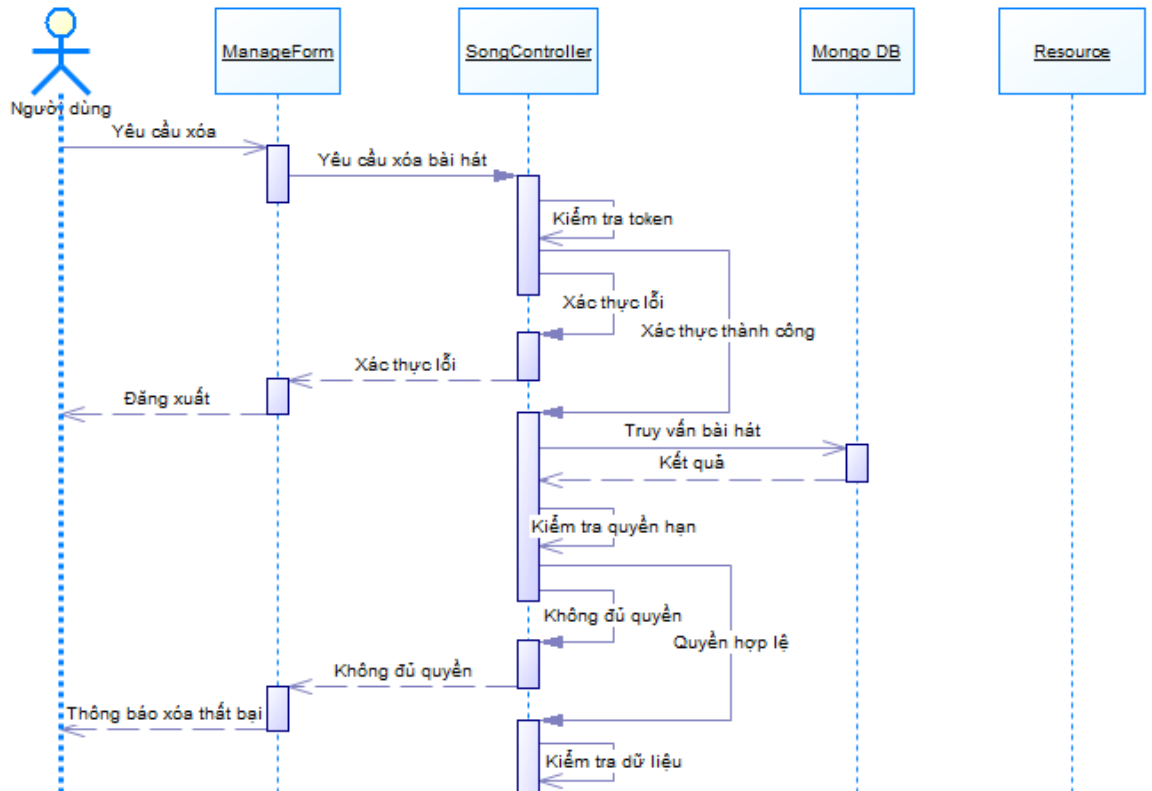 ManageForm
SongController
Mongo DB
Resource
Người dùng
Yêu cầu xóa
Yêu cầu xóa bài hát
Kiểm tra token
Xác thực lỗi
Xác thực thành công
Xác thực lỗi
Đăng xuất
Truy vấn bài hát
Kết quả
Kiểm tra quyền hạn
Không đủ quyền
Quyền hợp lệ
Không đủ quyền
Thông báo xóa thất bại
Kiểm tra dữ liệu